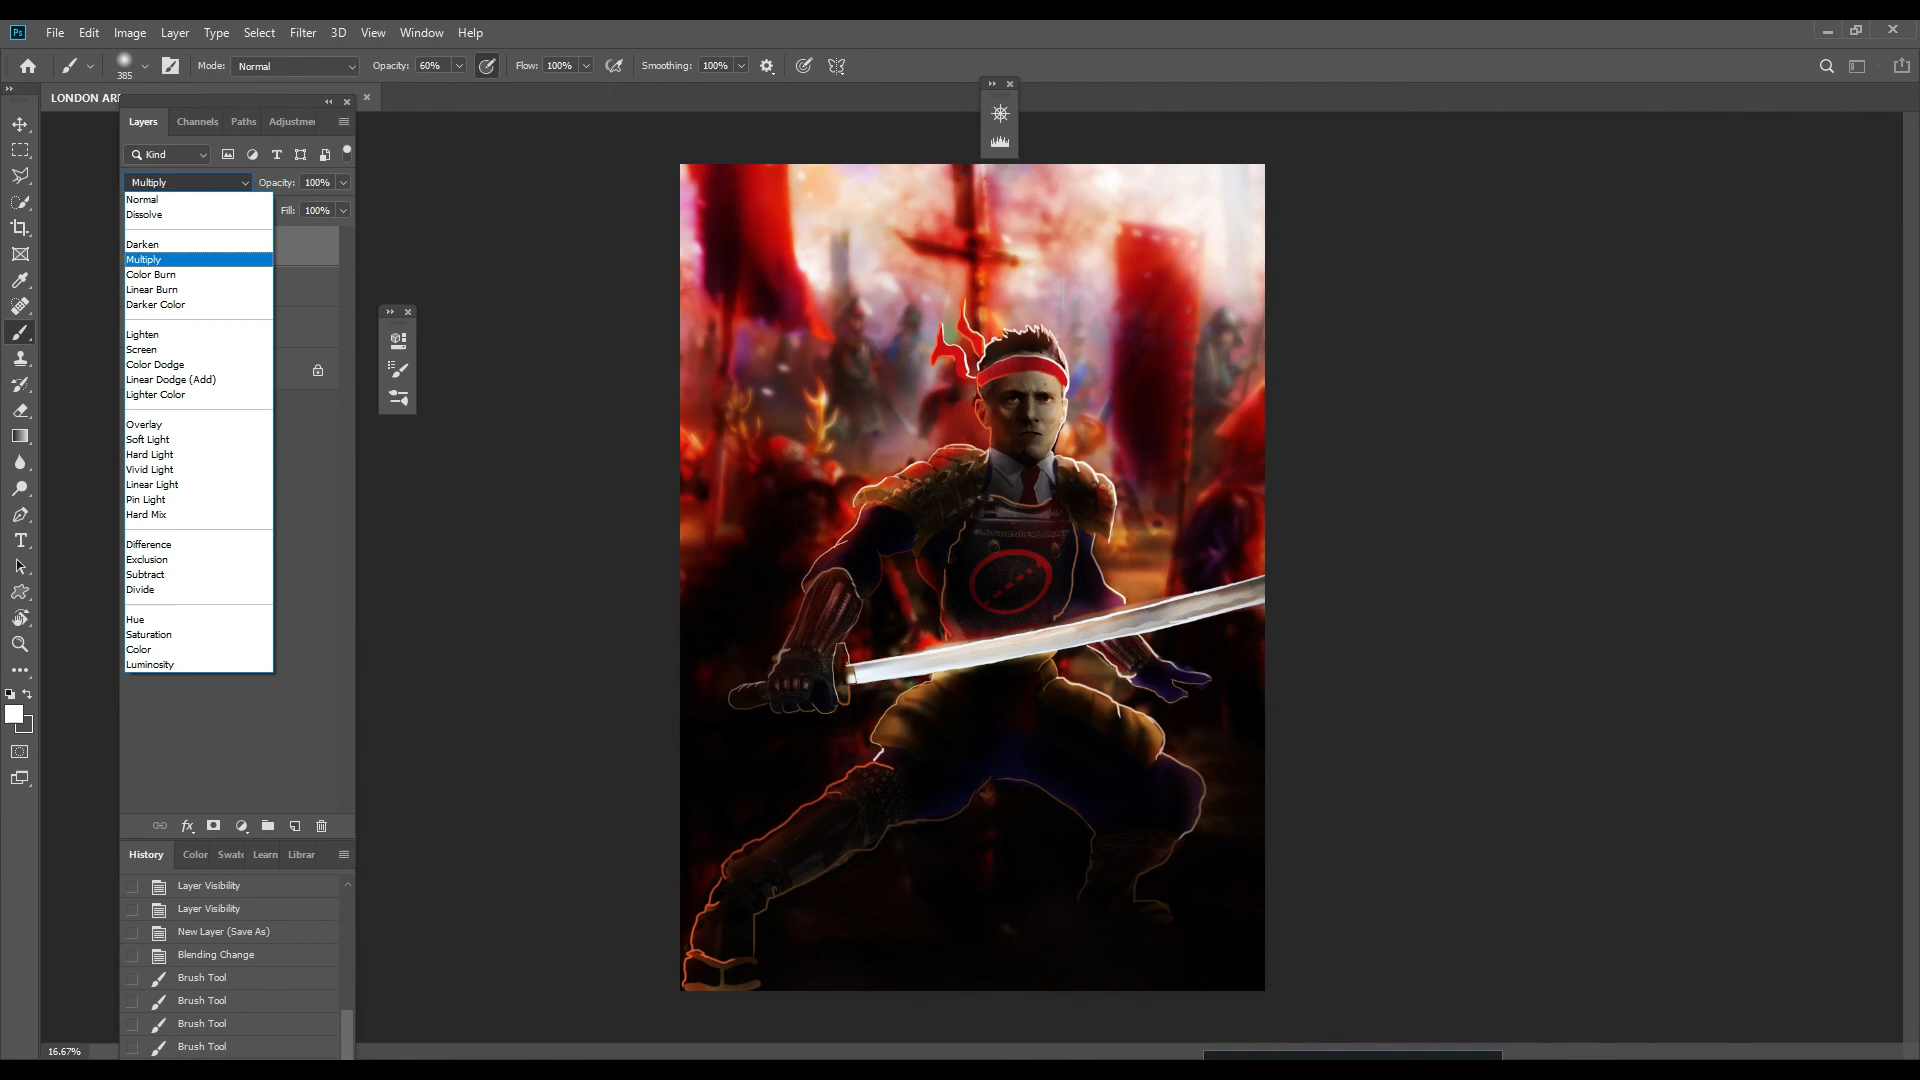 Ps File Edit Image Layer Type Select Filter 3D View Window Help
385 Mode: Normal Opacity: 60% Flow: 100% Smoothing: 100%
LONDON AR
Layers Channels Paths Adjustme
Kind
Multiply Opacity: 100%
Fill: 100%
Normal
Dissolve
Darken
Multiply
Color Burn
Linear Burn
Darker Color
Lighten
Screen
Color Dodge
Linear Dodge (Add)
Lighter Color
Overlay
Soft Light
Hard Light
Vivid Light
Linear Light
Pin Light
Hard Mix
Difference
Exclusion
Subtract
Divide
Hue
Saturation
Color
Luminosity
fx
History Color Swatc Learn Librar
Layer Visibility
Layer Visibility
New Layer (Save As)
Blending Change
Brush Tool
Brush Tool
Brush Tool
Brush Tool
16.67%